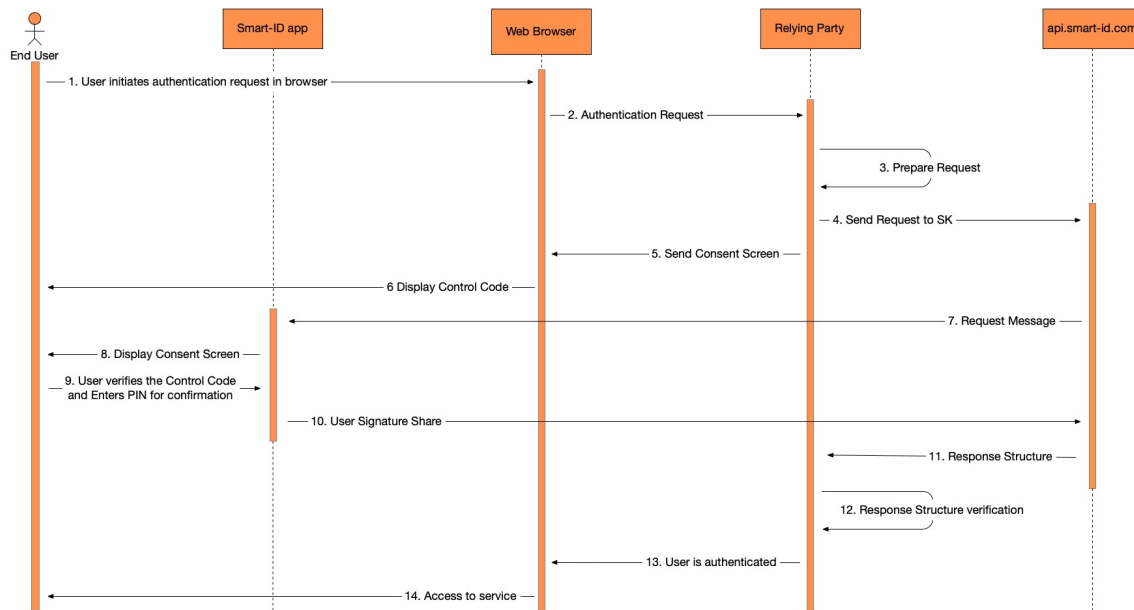 Smart-ID app
Web Browser
Relying Party
api.smart-id.com
End User
1. User initiates authentication request in browser
2. Authentication Request
3. Prepare Request
4. Send Request to SK
5. Send Consent Screen
6 Display Control Code
7. Request Message
8. Display Consent Screen
9. User verifies the Control Code
and Enters PIN for confirmation
10. User Signature Share
11. Response Structure
12. Response Structure verification
13. User is authenticated
14. Access to service